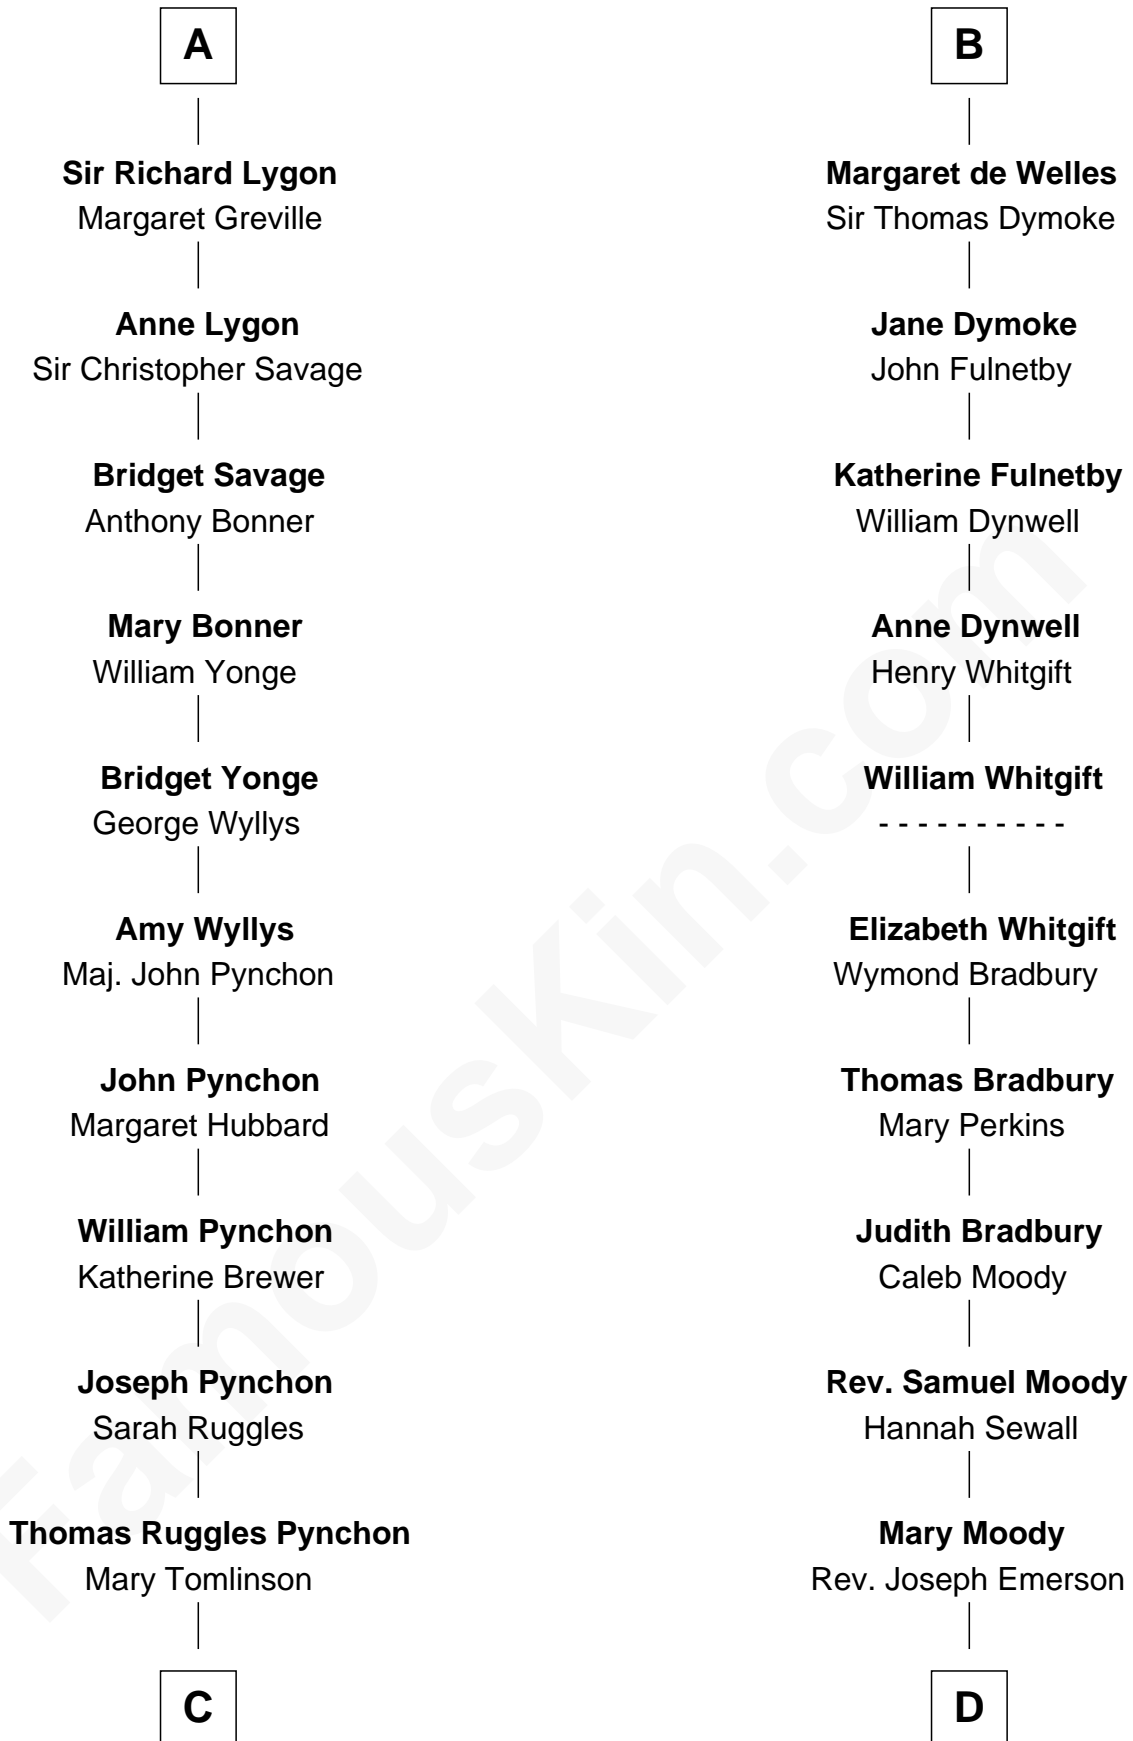 A
Sir Richard Lygon
Margaret Greville
Anne Lygon
Sir Christopher Savage
Bridget Savage
Anthony Bonner
Mary Bonner
William Yonge
Bridget Yonge
George Wyllys
Amy Wyllys
Maj. John Pynchon
John Pynchon
Margaret Hubbard
William Pynchon
Katherine Brewer
Joseph Pynchon
Sarah Ruggles
Thomas Ruggles Pynchon
Mary Tomlinson
C
B
Margaret de Welles
Sir Thomas Dymoke
Jane Dymoke
John Fulnetby
Katherine Fulnetby
William Dynwell
Anne Dynwell
Henry Whitgift
William Whitgift
- - - - - - - - - -
Elizabeth Whitgift
Wymond Bradbury
Thomas Bradbury
Mary Perkins
Judith Bradbury
Caleb Moody
Rev. Samuel Moody
Hannah Sewall
Mary Moody
Rev. Joseph Emerson
D
FamousKin.com